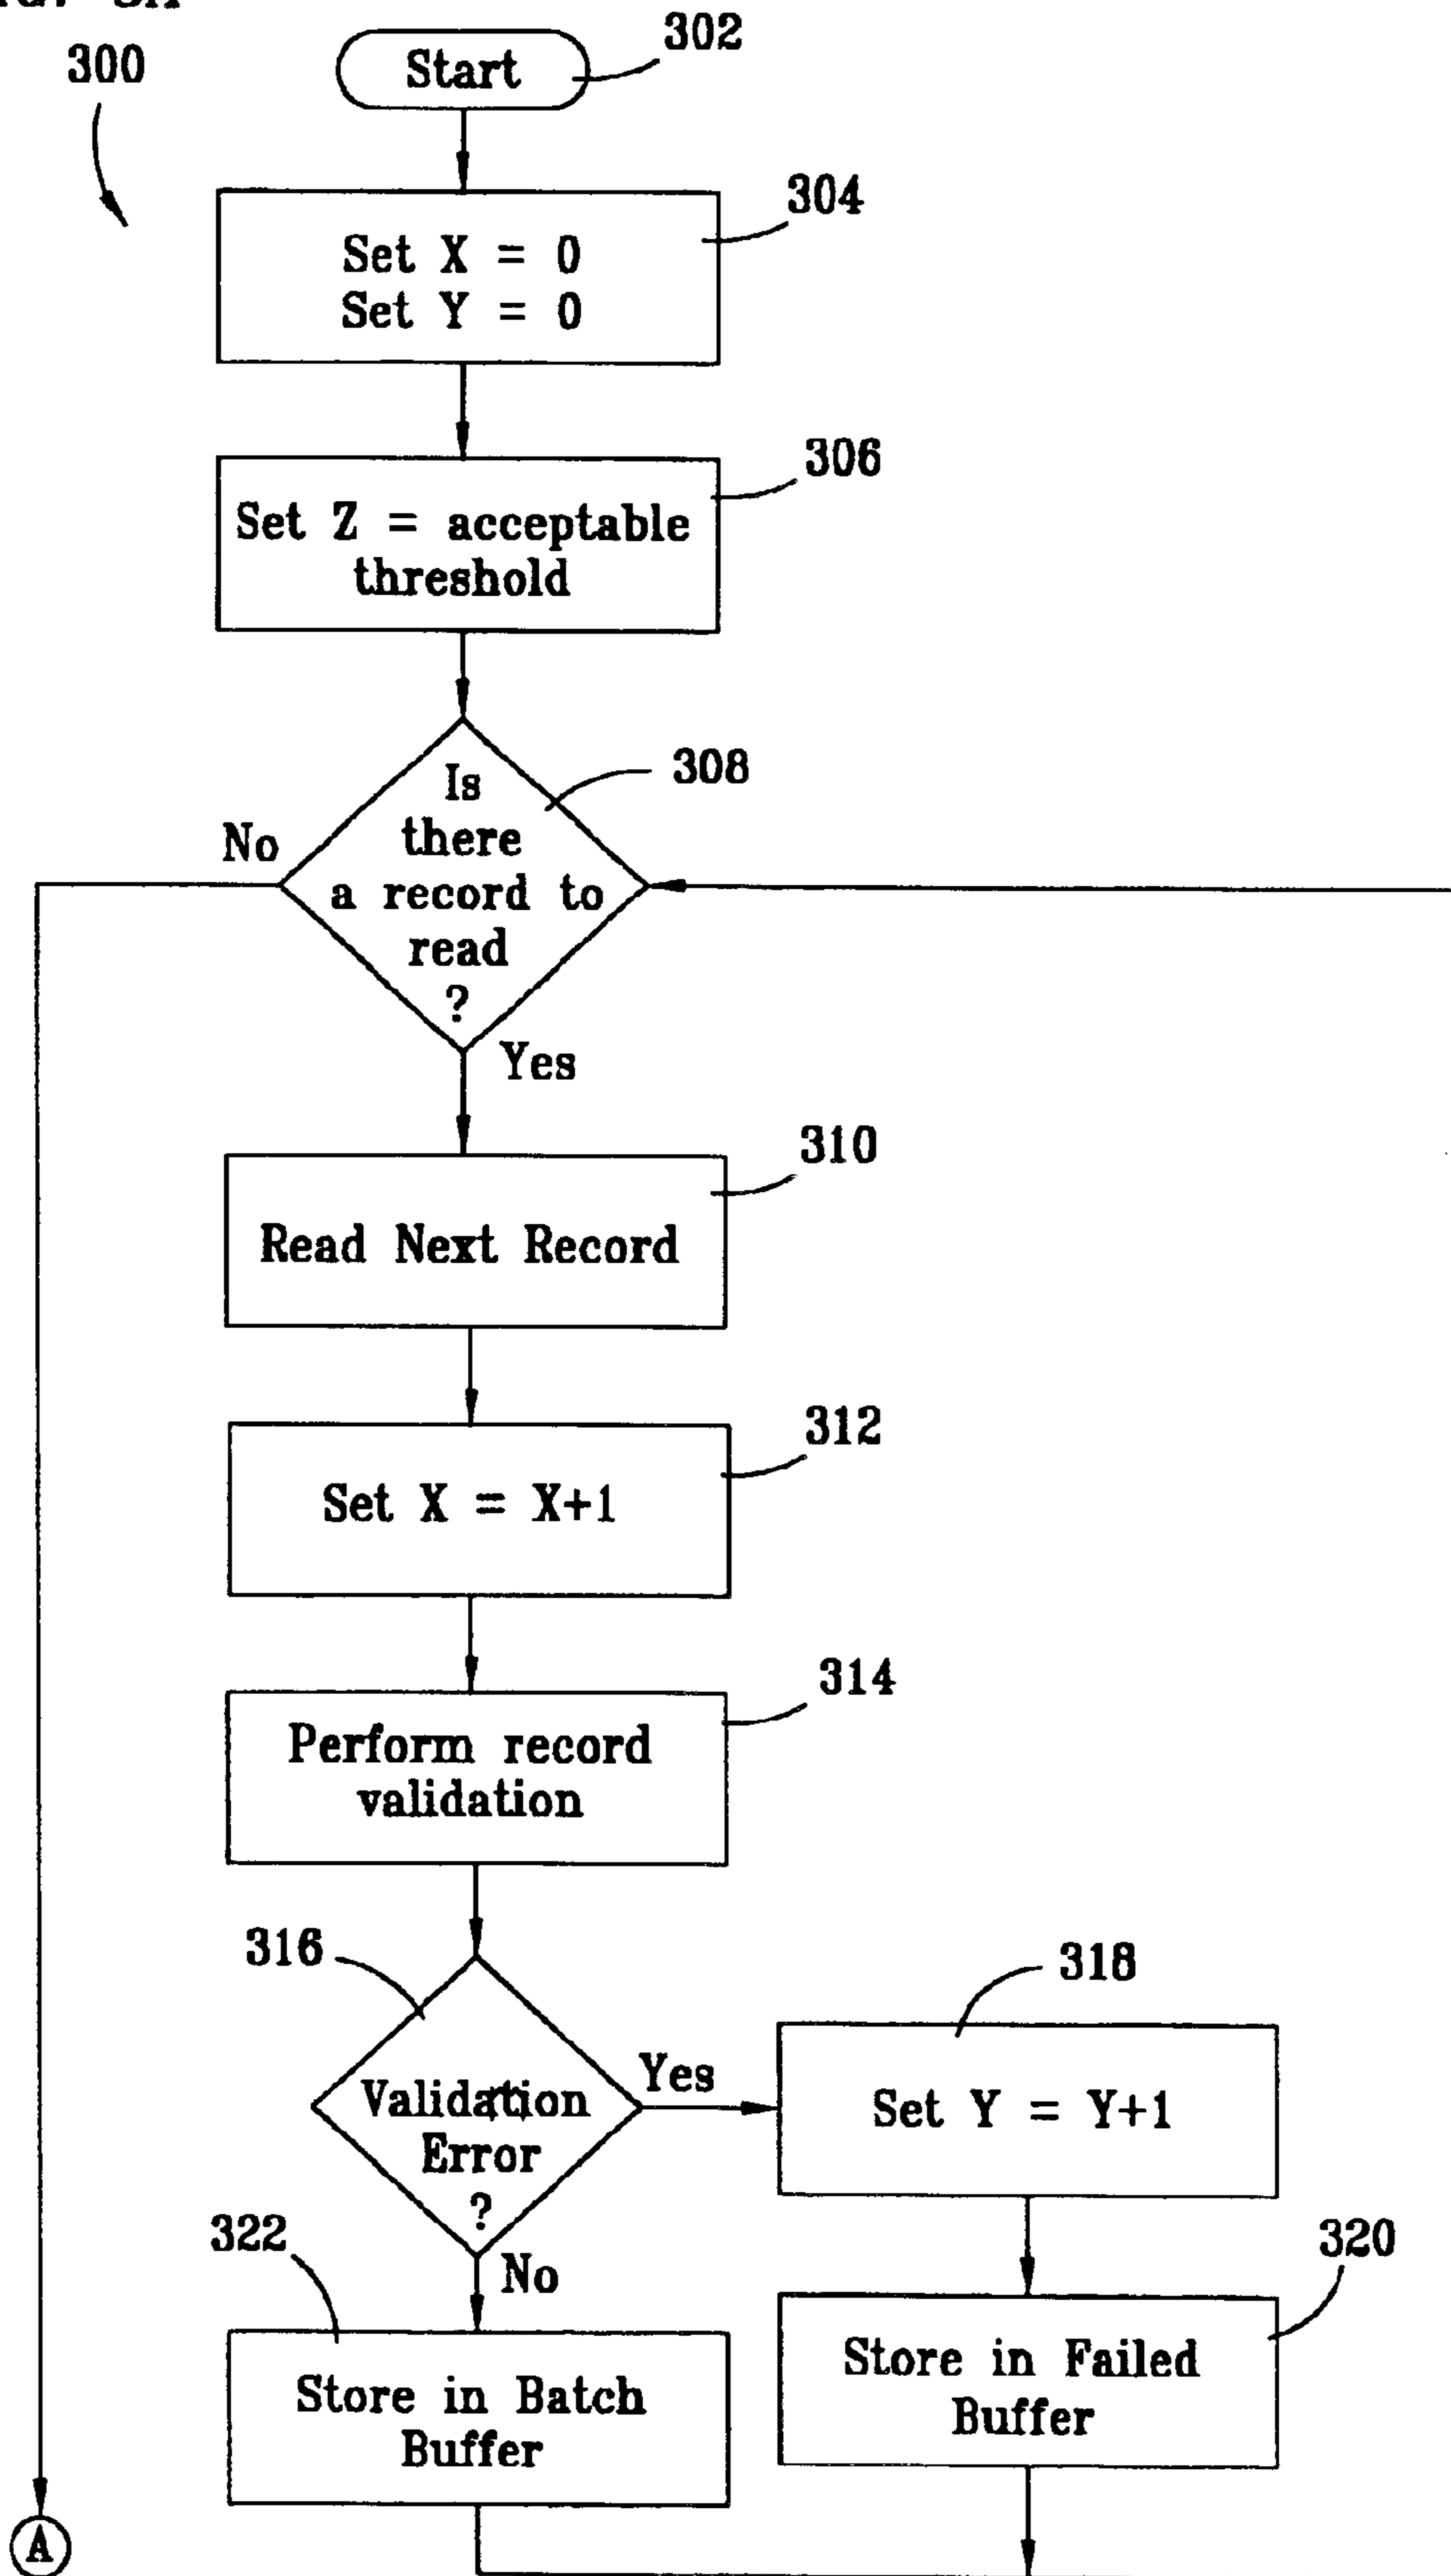 300
Start
302
Set X = 0
Set Y = 0
304
Set Z = acceptable
threshold
306
Is
there
a record to
read
?
308
No
Yes
Read Next Record
310
Set X = X+1
312
Perform record
validation
314
Validation
Error
?
316
Yes
No
Set Y = Y+1
318
Store in Failed
Buffer
320
Store in Batch
Buffer
322
A